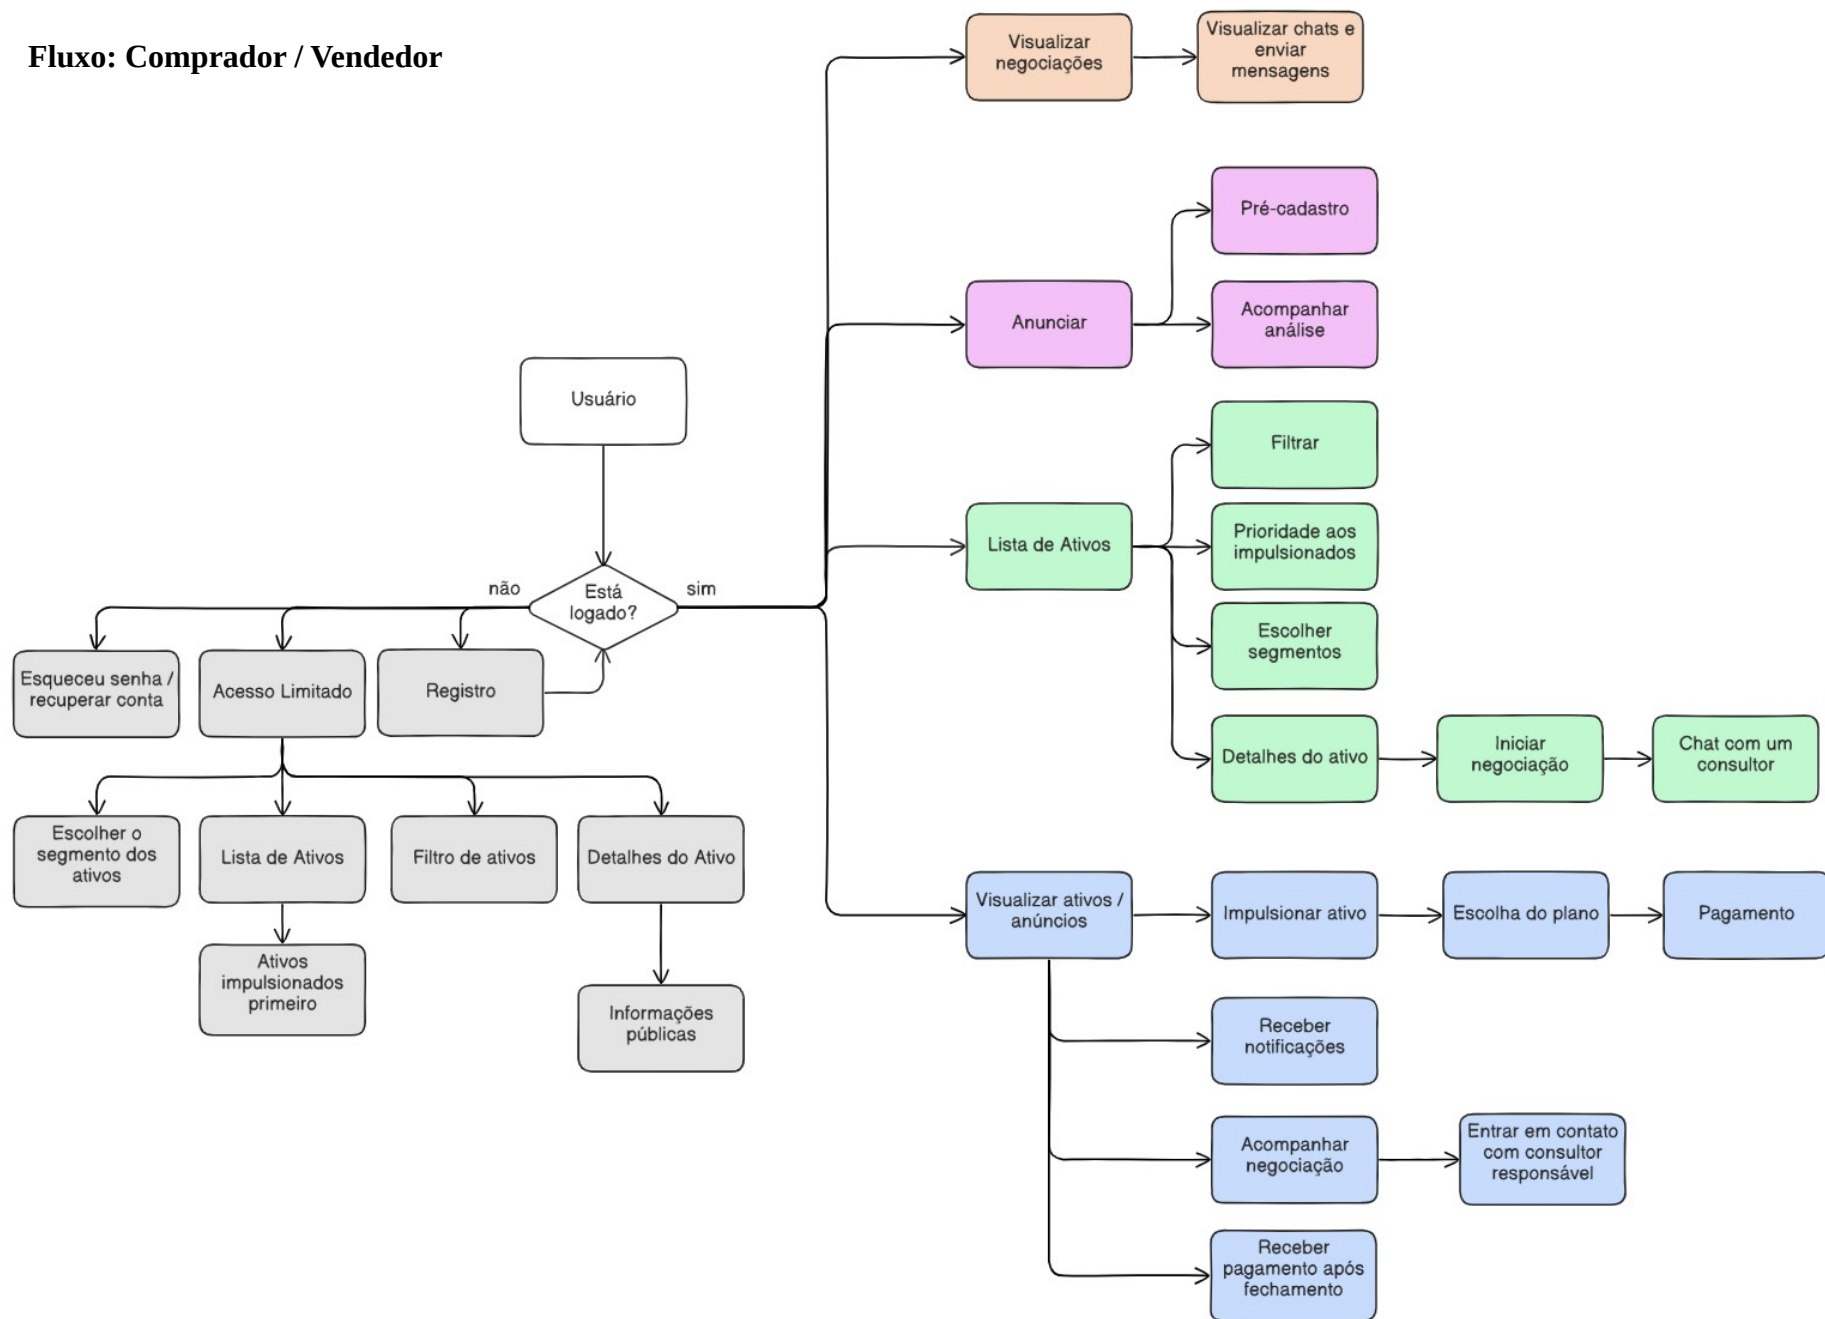 Fluxo: Comprador / Vendedor
Visualizar
negociações
Visualizar chats e
enviar
mensagens
Pré-cadastro
Anunciar
Acompanhar
análise
Usuário
Filtrar
Lista de Ativos
Prioridade aos
impulsionados
não
Está
logado?
sim
Escolher
segmentos
Esqueceu senha /
recuperar conta
Acesso Limitado
Registro
Detalhes do ativo
Iniciar
negociação
Chat com um
consultor
Escolher o
segmento dos
ativos
Lista de Ativos
Filtro de ativos
Detalhes do Ativo
Visualizar ativos /
anúncios
Impulsionar ativo
Escolha do plano
Pagamento
Ativos
impulsionados
primeiro
Informações
públicas
Receber
notificações
Acompanhar
negociação
Entrar em contato
com consultor
responsável
Receber
pagamento após
fechamento